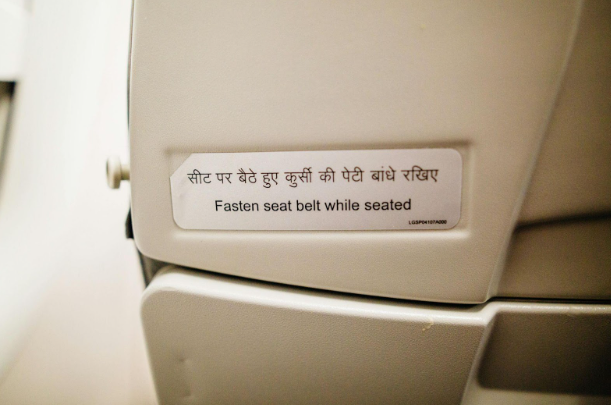 सीट पर बैठे हुए कुर्सी की पेटी बांधे रखिए
Fasten seat belt while seated